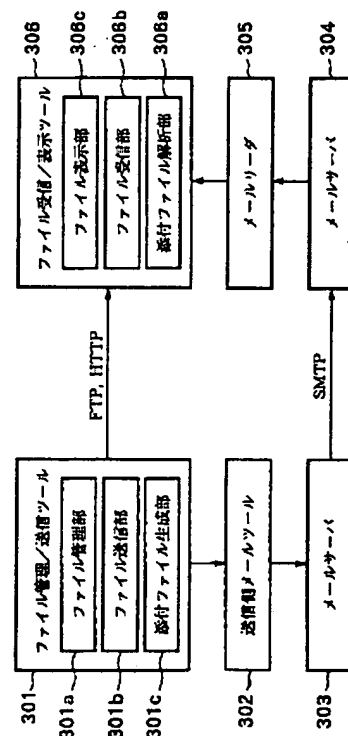 301
ファイル管理/送信ツール
301a
ファイル管理部
301b
ファイル送信部
301c
添付ファイル生成部
302
送信側メールツール
303
メールサーバ
FTP, HTTP
SMTP
306
ファイル受信/表示ツール
306c
ファイル表示部
306b
ファイル受信部
306a
添付ファイル解析部
305
メールリーダ
304
メールサーバ